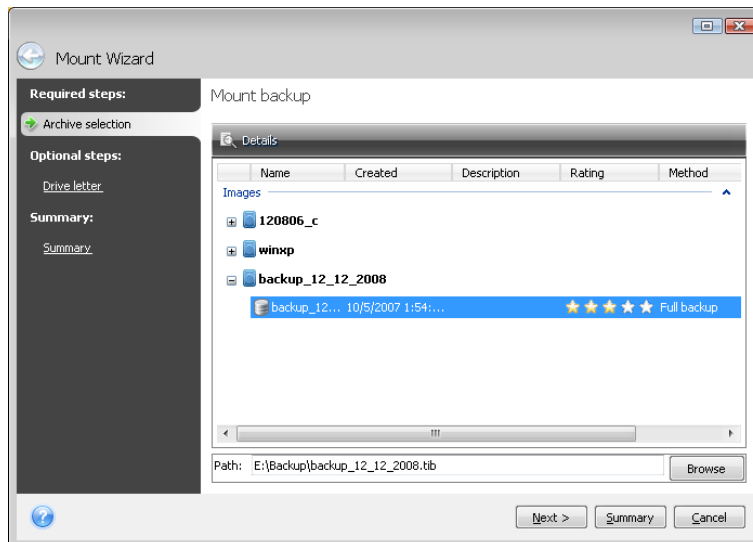 Mount Wizard
Required steps:
Archive selection
Optional steps:
Drive letter
Summary:
Summary
Mount backup
Details
Name Created Description Rating Method
Images
120806_c
winxp
backup_12_12_2008
backup_12... 10/5/2007 1:54:... Full backup
Path: E:\Backup\backup_12_12_2008.tib Browse
Next > Summary Cancel